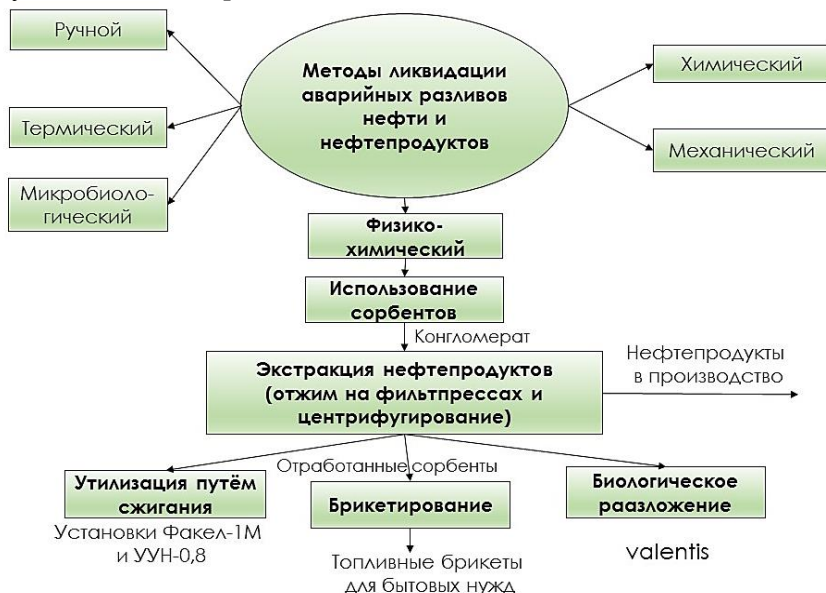 Ручной
Термический
Микробиоло-
гический
Методы ликвидации
аварийных разливов
нефти и
нефтепродуктов
Химический
Механический
Физико-
химический
Использование
сорбентов
Конгломерат
Экстракция нефтепродуктов
(отжим на фильтпрессах и
центрифугирование)
Нефтепродукты
в производство
Отработанные сорбенты
Утилизация путём
сжигания
Установки Факел-1М
и УУН-0,8
Брикетирование
Топливные брикеты
для бытовых нужд
Биологическое
раазложение
valentis